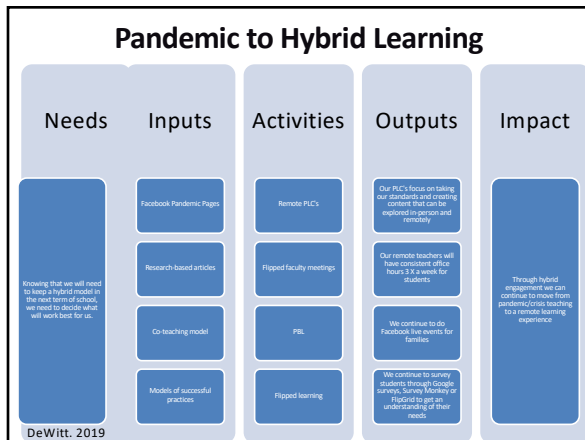 Pandemic to Hybrid Learning
Needs
Inputs
Activities
Outputs
Impact
Knowing that we will need
to keep a hybrid model in
the next term of school,
we need to decide what
will work best for us.
Facebook Pandemic Pages
Research-based articles
Co-teaching model
Models of successful
practices
Remote PLC's
Flipped faculty meetings
PBL
Flipped learning
Our PLC's focus on taking
our standards and creating
content that can be
explored in-person and
remotely
Our remote teachers will
have consistent office
hours 3 X a week for
students
We continue to do
Facebook live events for
families
We continue to survey
students through Google
surveys, Survey Monkey or
FlipGrid to get an
understanding of their
needs
Through hybrid
engagement we can
continue to move from
pandemic/crisis teaching
to a remote learning
experience
DeWitt. 2019